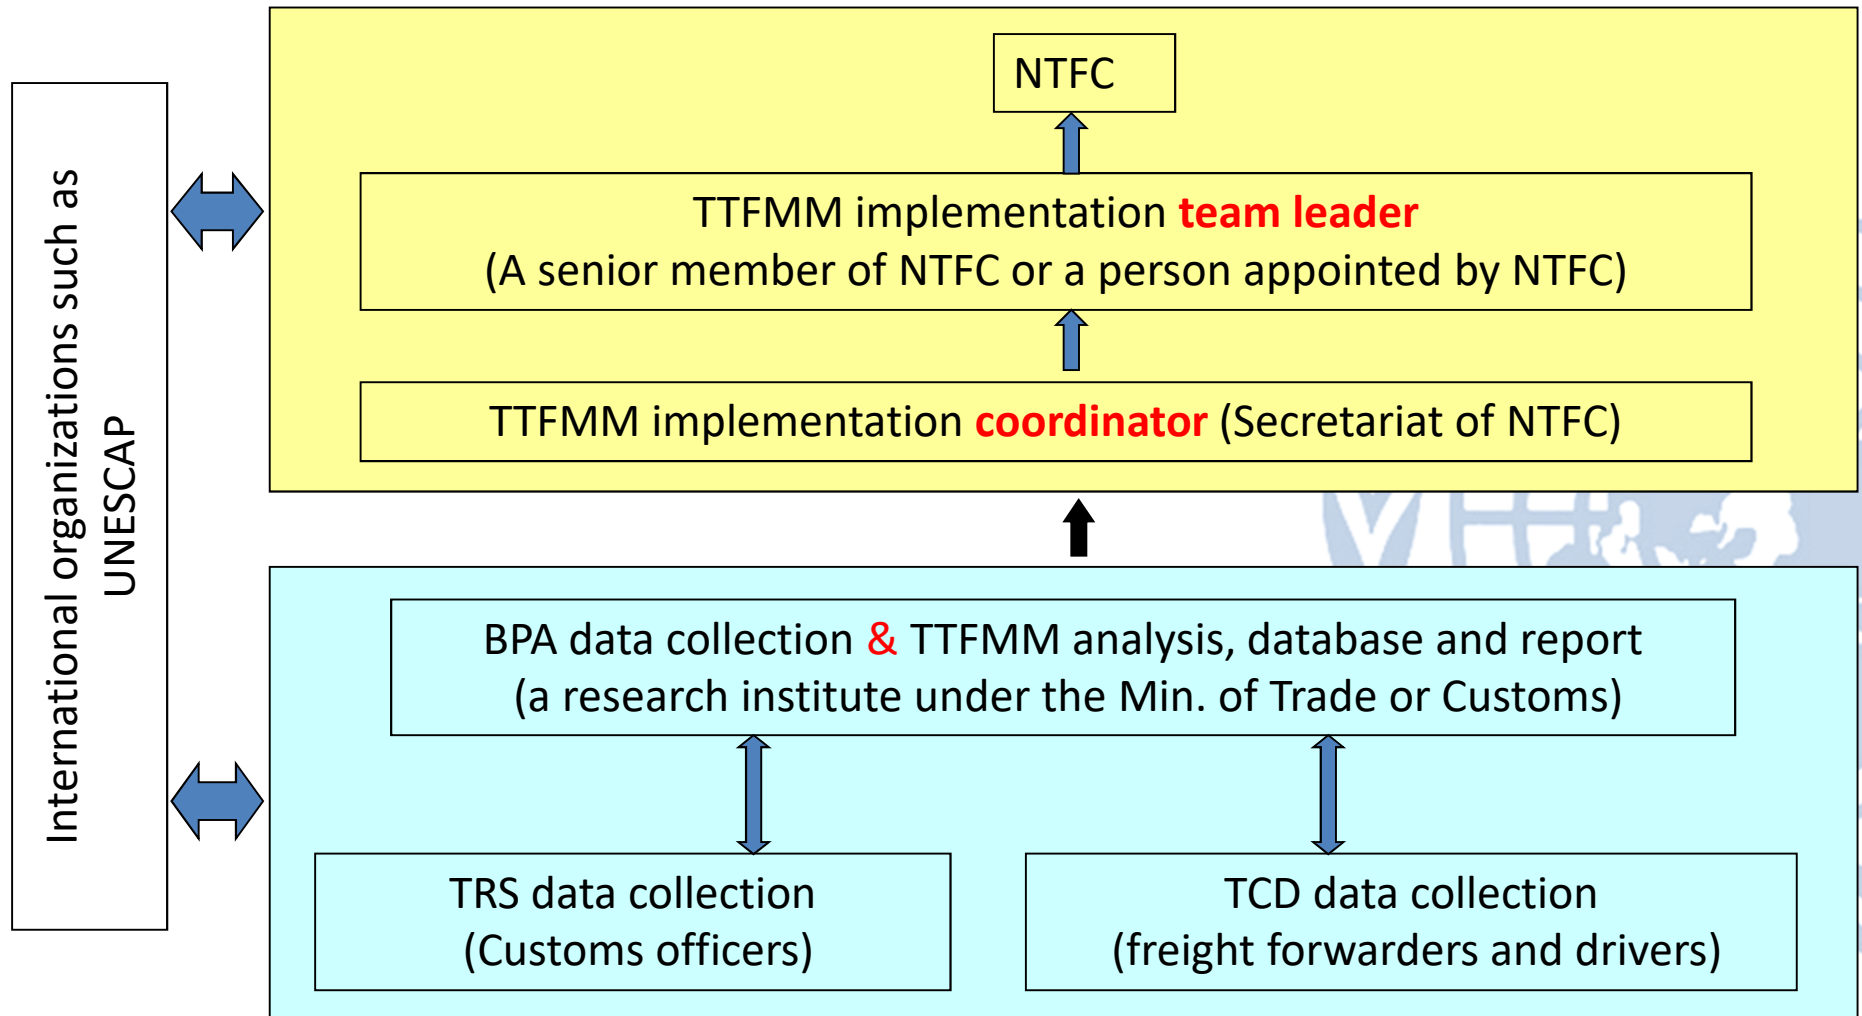 International organizations such as
UNESCAP
NTFC
TTFMM implementation team leader
(A senior member of NTFC or a person appointed by NTFC)
TTFMM implementation coordinator (Secretariat of NTFC)
BPA data collection & TTFMM analysis, database and report
(a research institute under the Min. of Trade or Customs)
TRS data collection
(Customs officers)
TCD data collection
(freight forwarders and drivers)